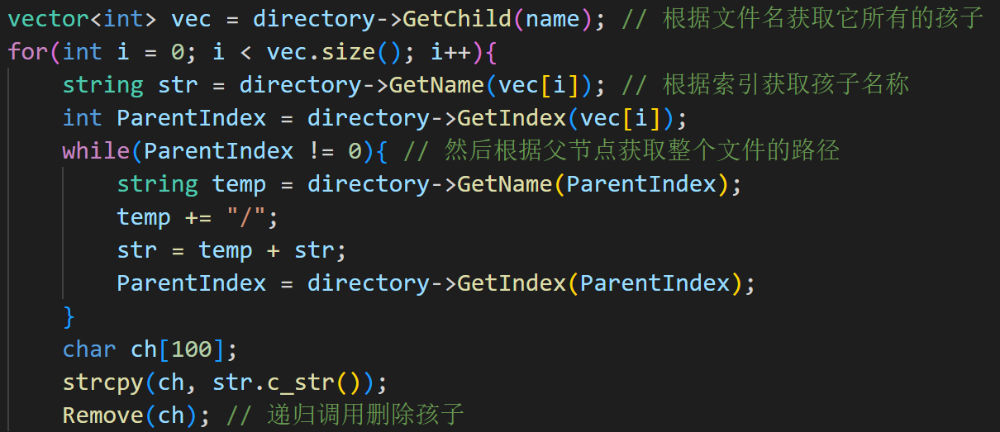 vector<int> vec = directory->GetChild(name); // 根据文件名获取它所有的孩子
for(int i = 0; i < vec.size(); i++){
    string str = directory->GetName(vec[i]); // 根据索引获取孩子名称
    int ParentIndex = directory->GetIndex(vec[i]);
    while(ParentIndex != 0){ // 然后根据父节点获取整个文件的路径
        string temp = directory->GetName(ParentIndex);
        temp += "/";
        str = temp + str;
        ParentIndex = directory->GetIndex(ParentIndex);
    }
    char ch[100];
    strcpy(ch, str.c_str());
    Remove(ch); // 递归调用删除孩子